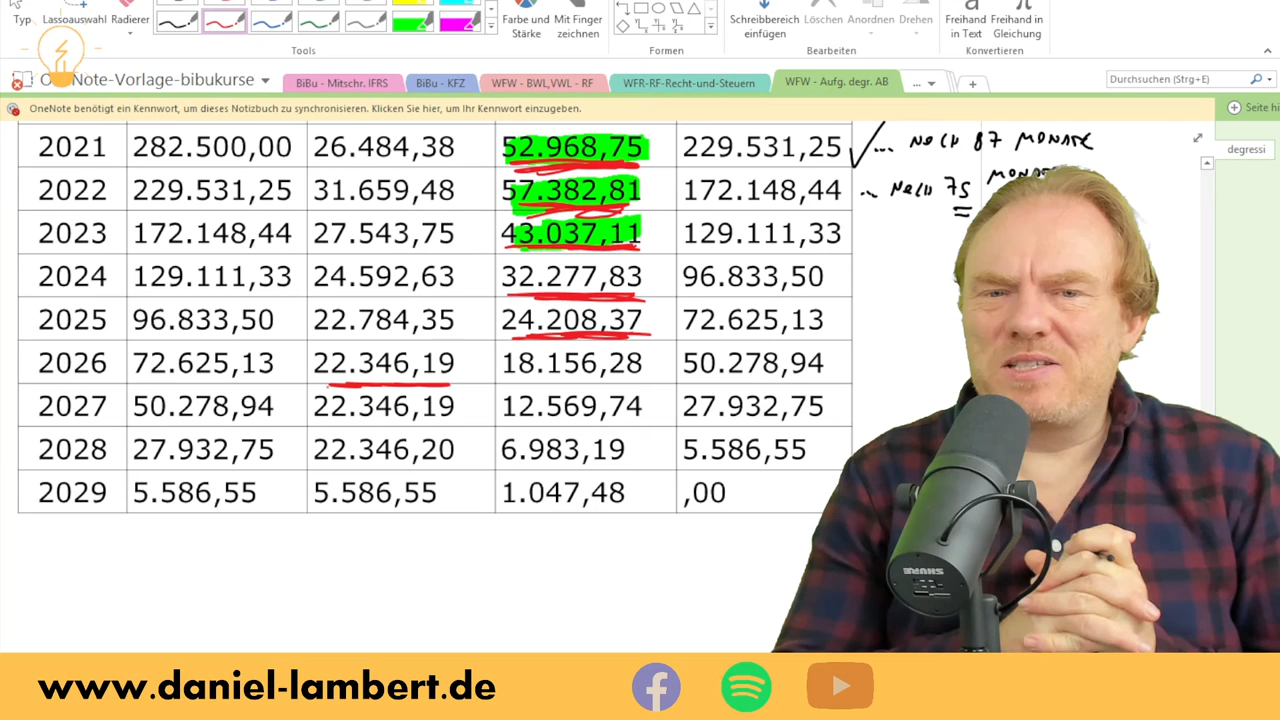 Typ Lassoauswahl Radierer
Farbe und Stärke Mit Finger zeichnen
Schreibbereich einfügen Löschen Anordnen Drehen
Freihand in Text Freihand in Gleichung
Tools Formen Bearbeiten Konvertieren
OneNote-Vorlage-bibukurse BiBu - Mitschr. IFRS BiBu - KFZ WFW - BWL,VWL - RF WFR-RF-Recht-und-Steuern WFW - Aufg. degr. AB ... + Durchsuchen (Strg+E)
OneNote benötigt ein Kennwort, um dieses Notizbuch zu synchronisieren. Klicken Sie hier, um Ihr Kennwort einzugeben. Seite hi
degressi
2021 282.500,00 26.484,38 52.968,75 229.531,25 ... NOCH 87 MONATE
2022 229.531,25 31.659,48 57.382,81 172.148,44 ... NOCH 75 MONATE
2023 172.148,44 27.543,75 43.037,11 129.111,33
2024 129.111,33 24.592,63 32.277,83 96.833,50
2025 96.833,50 22.784,35 24.208,37 72.625,13
2026 72.625,13 22.346,19 18.156,28 50.278,94
2027 50.278,94 22.346,19 12.569,74 27.932,75
2028 27.932,75 22.346,20 6.983,19 5.586,55
2029 5.586,55 5.586,55 1.047,48 ,00
SHURE
www.daniel-lambert.de